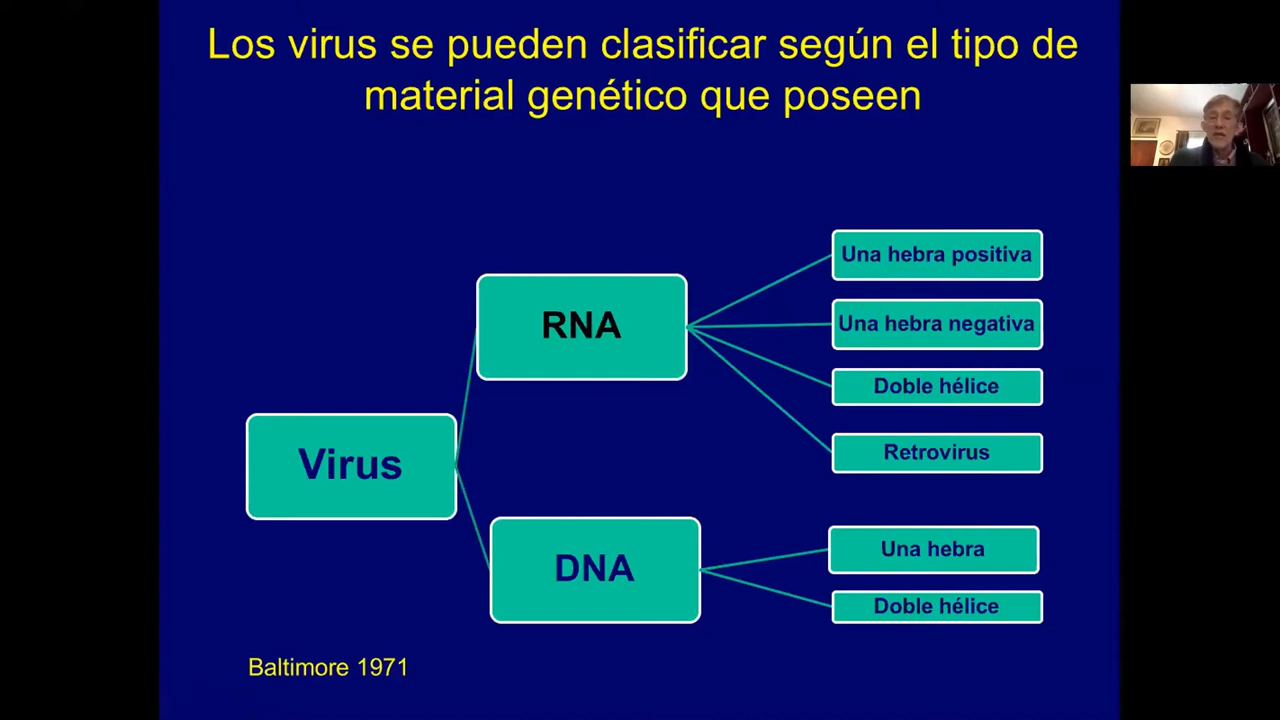 Los virus se pueden clasificar según el tipo de
material genético que poseen
Virus
RNA
Una hebra positiva
Una hebra negativa
Doble hélice
Retrovirus
DNA
Una hebra
Doble hélice
Baltimore 1971